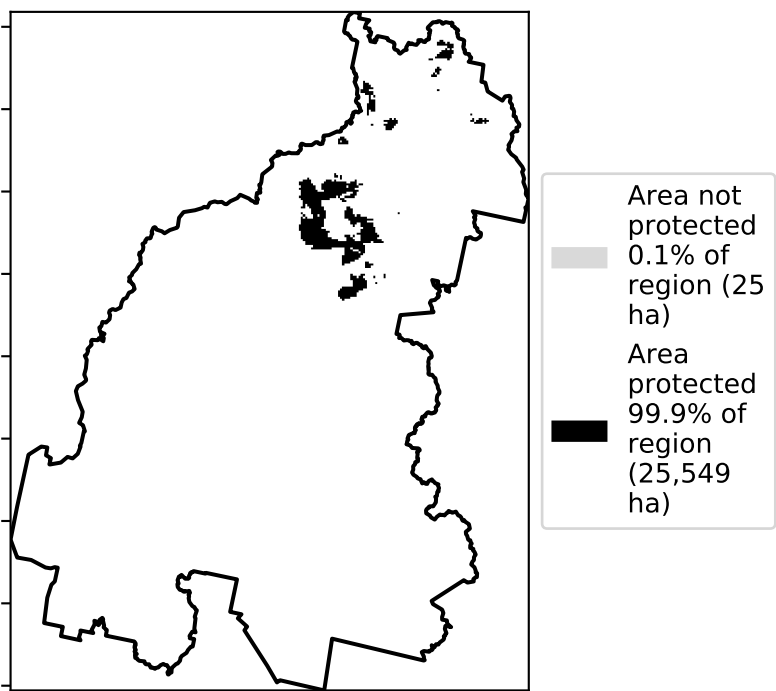 Area not
protected
0.1% of
region (25
ha)
Area
protected
99.9% of
region
(25,549
ha)